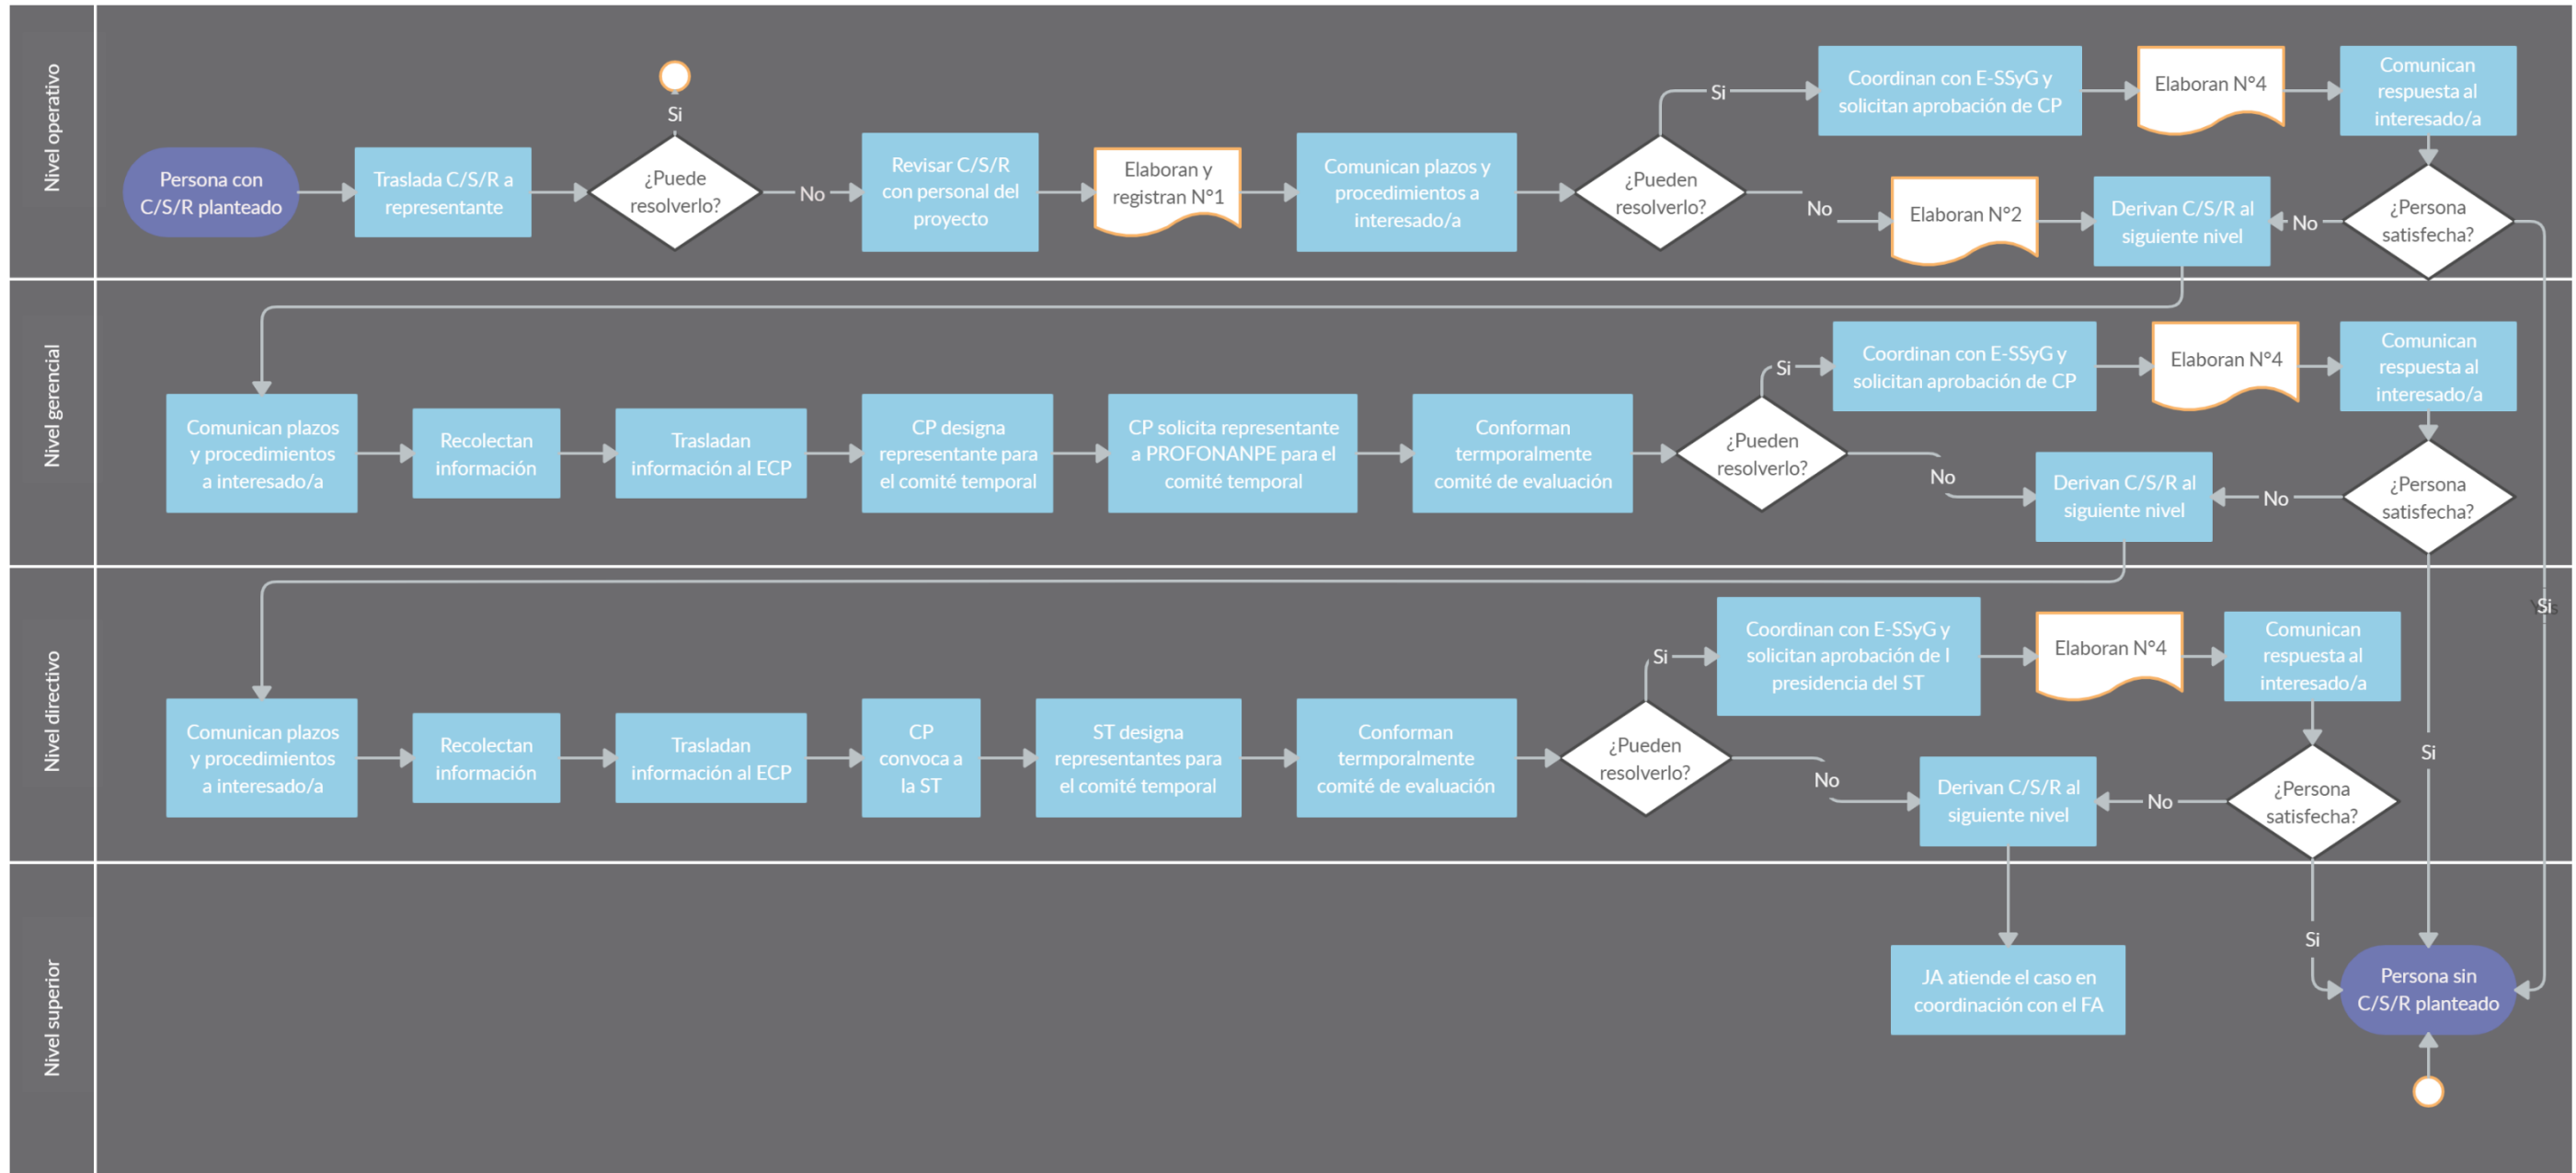 Nivel operativo
Persona con
C/S/R planteado
Traslada C/S/R a
representante
Si
¿Puede
resolverlo?
No
Revisar C/S/R
con personal del
proyecto
Elaboran y
registran N°1
Comunican plazos y
procedimientos a
interesado/a
¿Pueden
resolverlo?
Si
Coordinan con E-SSyG y
solicitan aprobación de CP
Elaboran N°4
Comunican
respuesta al
interesado/a
No
Elaboran N°2
Derivan C/S/R al
siguiente nivel
No
¿Persona
satisfecha?
Nivel gerencial
Comunican plazos
y procedimientos
a interesado/a
Recolectan
información
Trasladan
información al ECP
CP designa
representante para
el comité temporal
CP solicita representante
a PROFONANPE para el
comité temporal
Conforman
termporalmente
comité de evaluación
¿Pueden
resolverlo?
Si
Coordinan con E-SSyG y
solicitan aprobación de CP
Elaboran N°4
Comunican
respuesta al
interesado/a
No
Derivan C/S/R al
siguiente nivel
No
¿Persona
satisfecha?
Si
Si
Nivel directivo
Comunican plazos
y procedimientos
a interesado/a
Recolectan
información
Trasladan
información al ECP
CP
convoca a
la ST
ST designa
representantes para
el comité temporal
Conforman
termporalmente
comité de evaluación
¿Pueden
resolverlo?
Si
Coordinan con E-SSyG y
solicitan aprobación de l
presidencia del ST
Elaboran N°4
Comunican
respuesta al
interesado/a
No
Derivan C/S/R al
siguiente nivel
No
¿Persona
satisfecha?
Si
Nivel superior
JA atiende el caso en
coordinación con el FA
Persona sin
C/S/R planteado